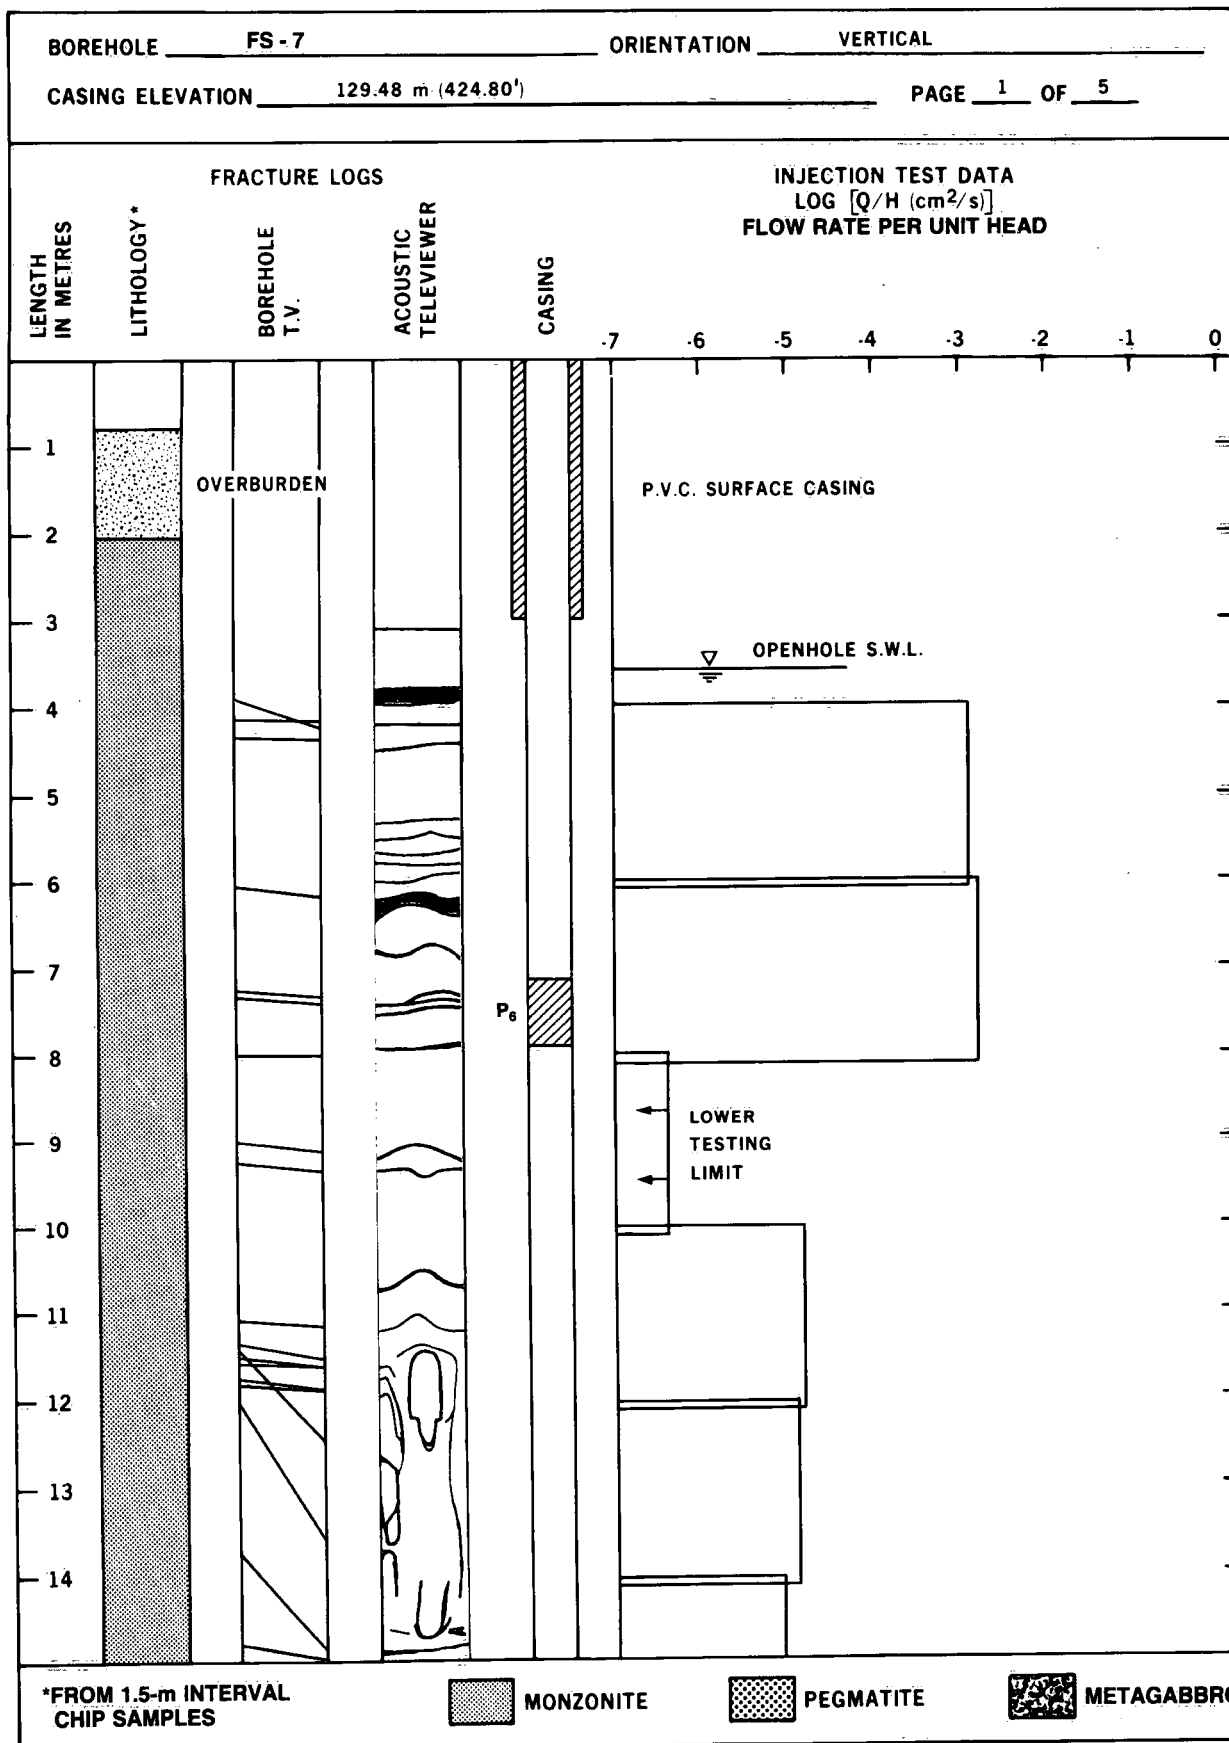 BOREHOLE FS-7 ORIENTATION VERTICAL
CASING ELEVATION 129.48 m (424.80') PAGE 1 OF 5
FRACTURE LOGS
INJECTION TEST DATA
LOG [Q/H (cm²/s)]
FLOW RATE PER UNIT HEAD
LENGTH
IN METRES
LITHOLOGY*
BOREHOLE
T.V.
ACOUSTIC
TELEVIEWER
CASING
-7 -6 -5 -4 -3 -2 -1 0
1
OVERBURDEN
P.V.C. SURFACE CASING
2
3
OPENHOLE S.W.L.
4
5
6
7
P₆
8
LOWER
TESTING
LIMIT
9
10
11
12
13
14
*FROM 1.5-m INTERVAL
CHIP SAMPLES
MONZONITE
PEGMATITE
METAGABBRO